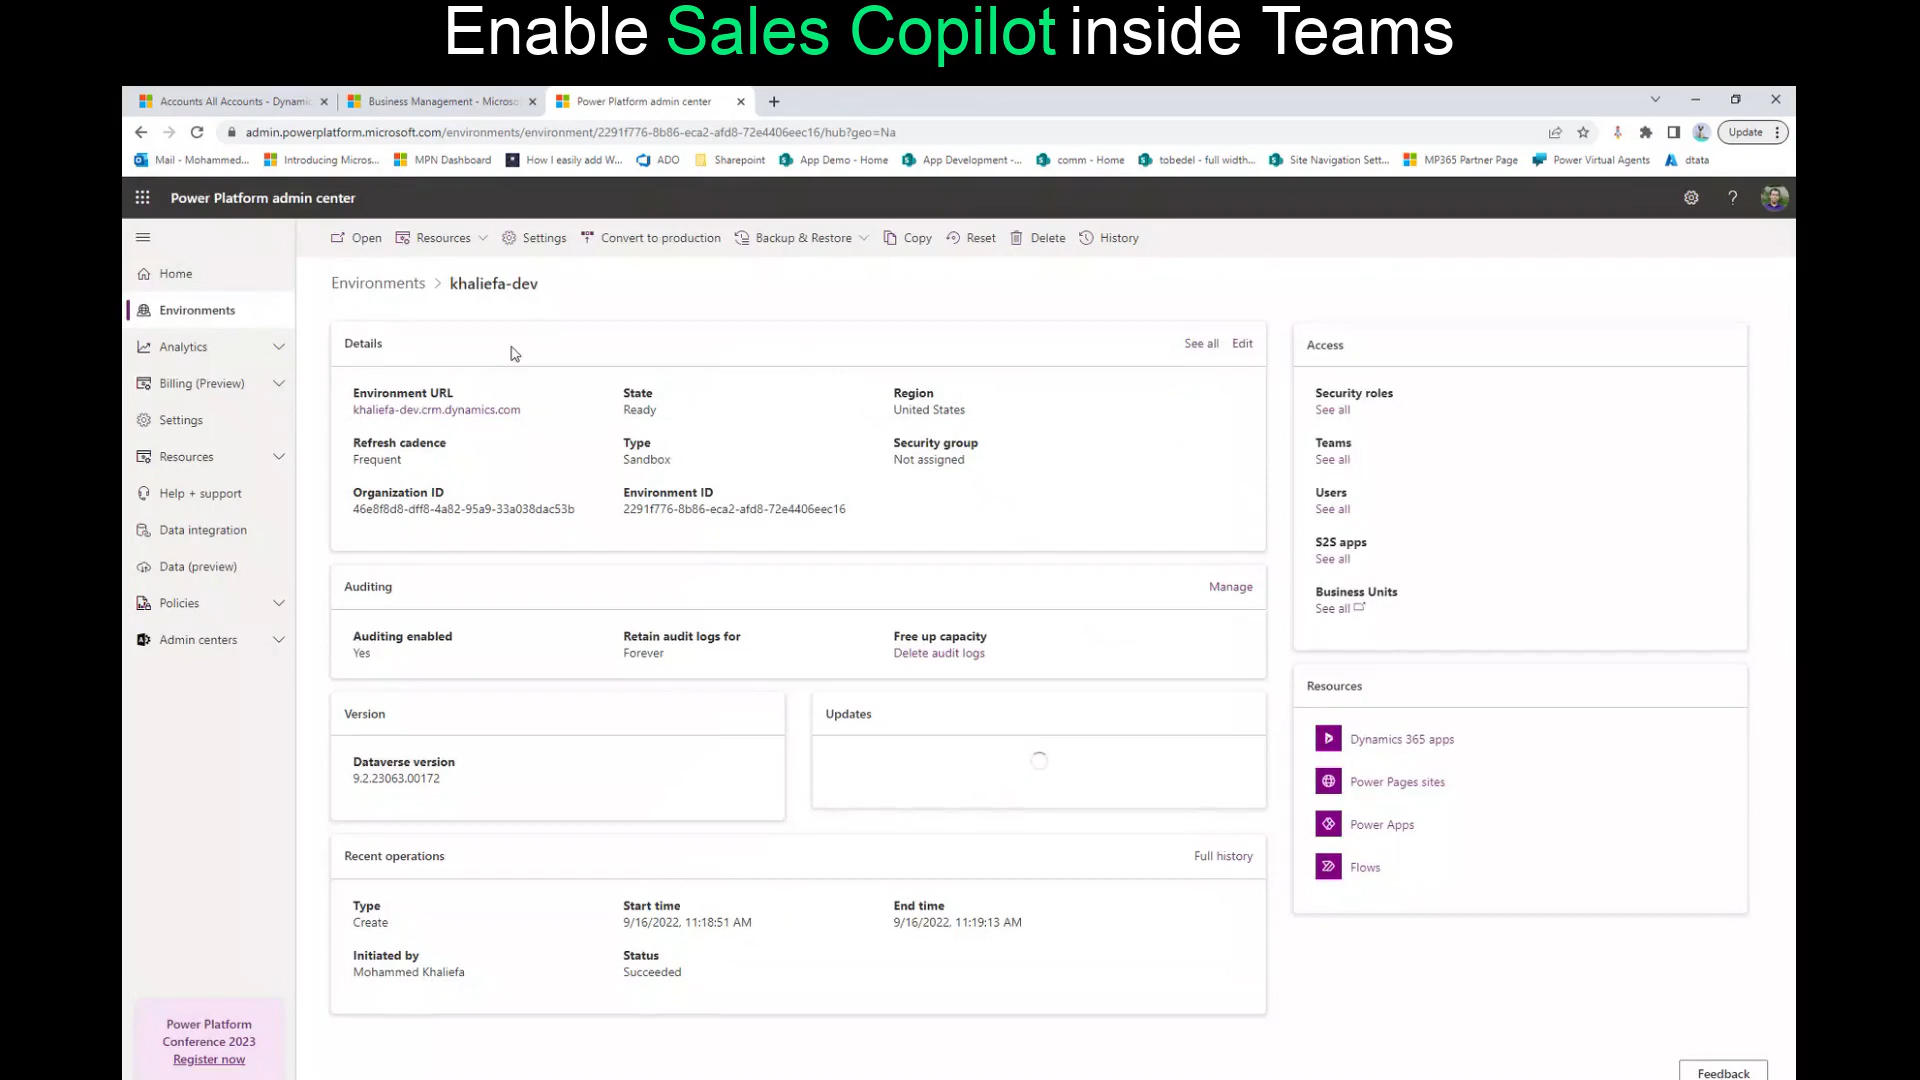 Enable Sales Copilot inside Teams
Accounts All Accounts - Dynamic
Business Management - Microso
Power Platform admin center
admin.powerplatform.microsoft.com/environments/environment/2291f776-8b86-eca2-afd8-72e4406eec16/hub?geo=Na
Update
Mail - Mohammed... Introducing Micros... MPN Dashboard How I easily add W... ADO Sharepoint App Demo - Home App Development -... comm - Home tobedel - full width... Site Navigation Sett... MP365 Partner Page Power Virtual Agents dtata
Power Platform admin center
Open Resources Settings Convert to production Backup & Restore Copy Reset Delete History
Home
Environments
Analytics
Billing (Preview)
Settings
Resources
Help + support
Data integration
Data (preview)
Policies
Admin centers
Power Platform
Conference 2023
Register now
Environments > khaliefa-dev
Details See all Edit
Environment URL State Region
khaliefa-dev.crm.dynamics.com Ready United States
Refresh cadence Type Security group
Frequent Sandbox Not assigned
Organization ID Environment ID
46e8f8d8-dff8-4a82-95a9-33a038dac53b 2291f776-8b86-eca2-afd8-72e4406eec16
Auditing Manage
Auditing enabled Retain audit logs for Free up capacity
Yes Forever Delete audit logs
Version
Dataverse version
9.2.23063.00172
Updates
Recent operations Full history
Type Start time End time
Create 9/16/2022, 11:18:51 AM 9/16/2022, 11:19:13 AM
Initiated by Status
Mohammed Khaliefa Succeeded
Access
Security roles
See all
Teams
See all
Users
See all
S2S apps
See all
Business Units
See all
Resources
Dynamics 365 apps
Power Pages sites
Power Apps
Flows
Feedback